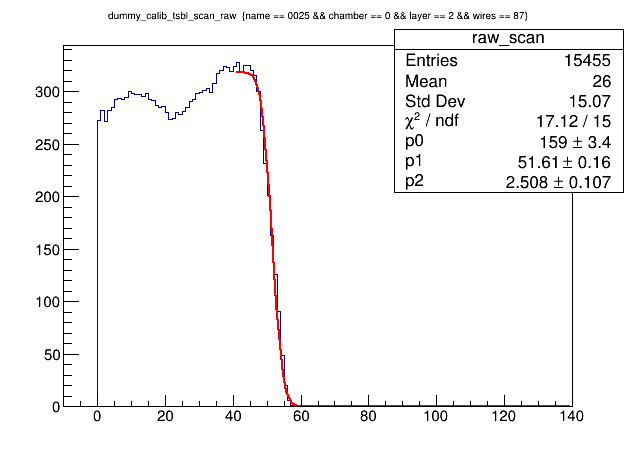 dummy_calib_tsbl_scan_raw {name == 0025 && chamber == 0 && layer == 2 && wires == 87}
raw_scan
Entries 15455
Mean 26
Std Dev 15.07
χ² / ndf 17.12 / 15
p0 159 ± 3.4
p1 51.61 ± 0.16
p2 2.508 ± 0.107
300
250
200
150
100
50
0
0 20 40 60 80 100 120 140